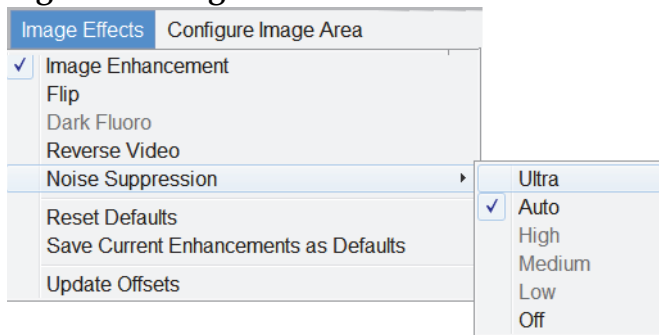 Image Effects Configure Image Area
✓ Image Enhancement
Flip
Dark Fluoro
Reverse Video
Noise Suppression
Reset Defaults
Save Current Enhancements as Defaults
Update Offsets
Ultra
✓ Auto
High
Medium
Low
Off